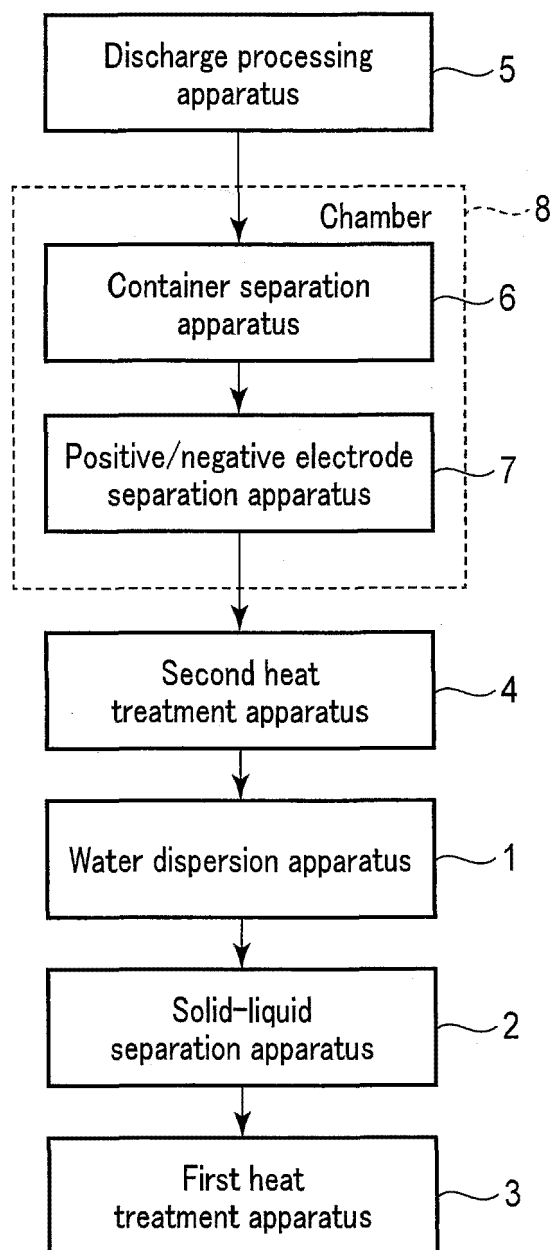 Discharge processing
apparatus
5
8
Chamber
Container separation
apparatus
6
Positive/negative electrode
separation apparatus
7
Second heat
treatment apparatus
4
Water dispersion apparatus
1
Solid-liquid
separation apparatus
2
First heat
treatment apparatus
3